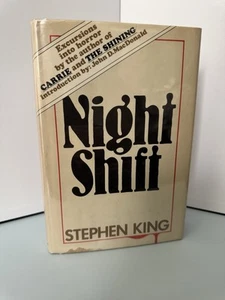 Excursions
into horror
by the author of
CARRIE and THE SHINING
Introduction by: John D. MacDonald
Night
Shift
STEPHEN KING